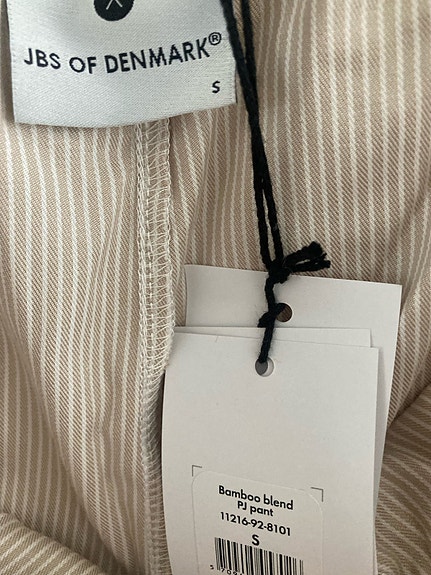 JBS OF DENMARK®
S
Bamboo blend
PJ pant
11216-92-8101
S